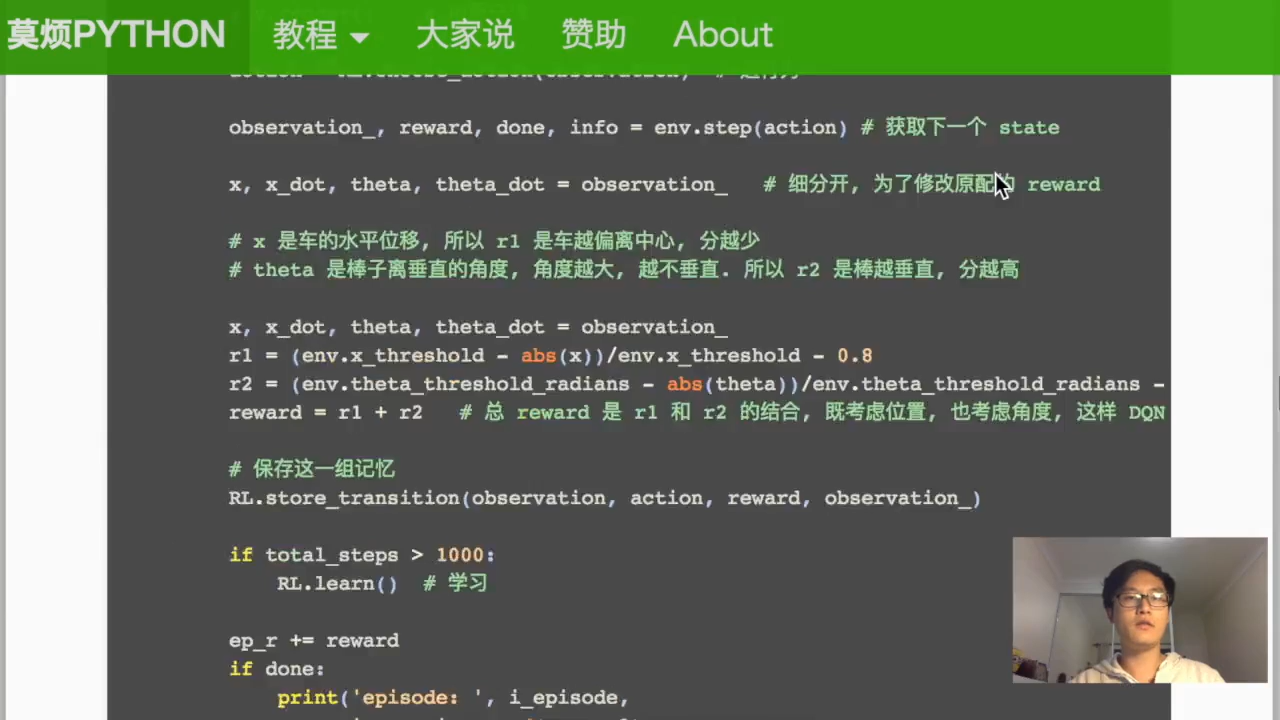 莫烦PYTHON 教程 大家说 赞助 About
observation_, reward, done, info = env.step(action) # 获取下一个 state
x, x_dot, theta, theta_dot = observation_ # 细分开, 为了修改原配的 reward
# x 是车的水平位移, 所以 r1 是车越偏离中心, 分越少
# theta 是棒子离垂直的角度, 角度越大, 越不垂直. 所以 r2 是棒越垂直, 分越高
x, x_dot, theta, theta_dot = observation_
r1 = (env.x_threshold - abs(x))/env.x_threshold - 0.8
r2 = (env.theta_threshold_radians - abs(theta))/env.theta_threshold_radians -
reward = r1 + r2 # 总 reward 是 r1 和 r2 的结合, 既考虑位置, 也考虑角度, 这样 DQN
# 保存这一组记忆
RL.store_transition(observation, action, reward, observation_)
if total_steps > 1000:
RL.learn() # 学习
ep_r += reward
if done:
print('episode: ', i_episode,